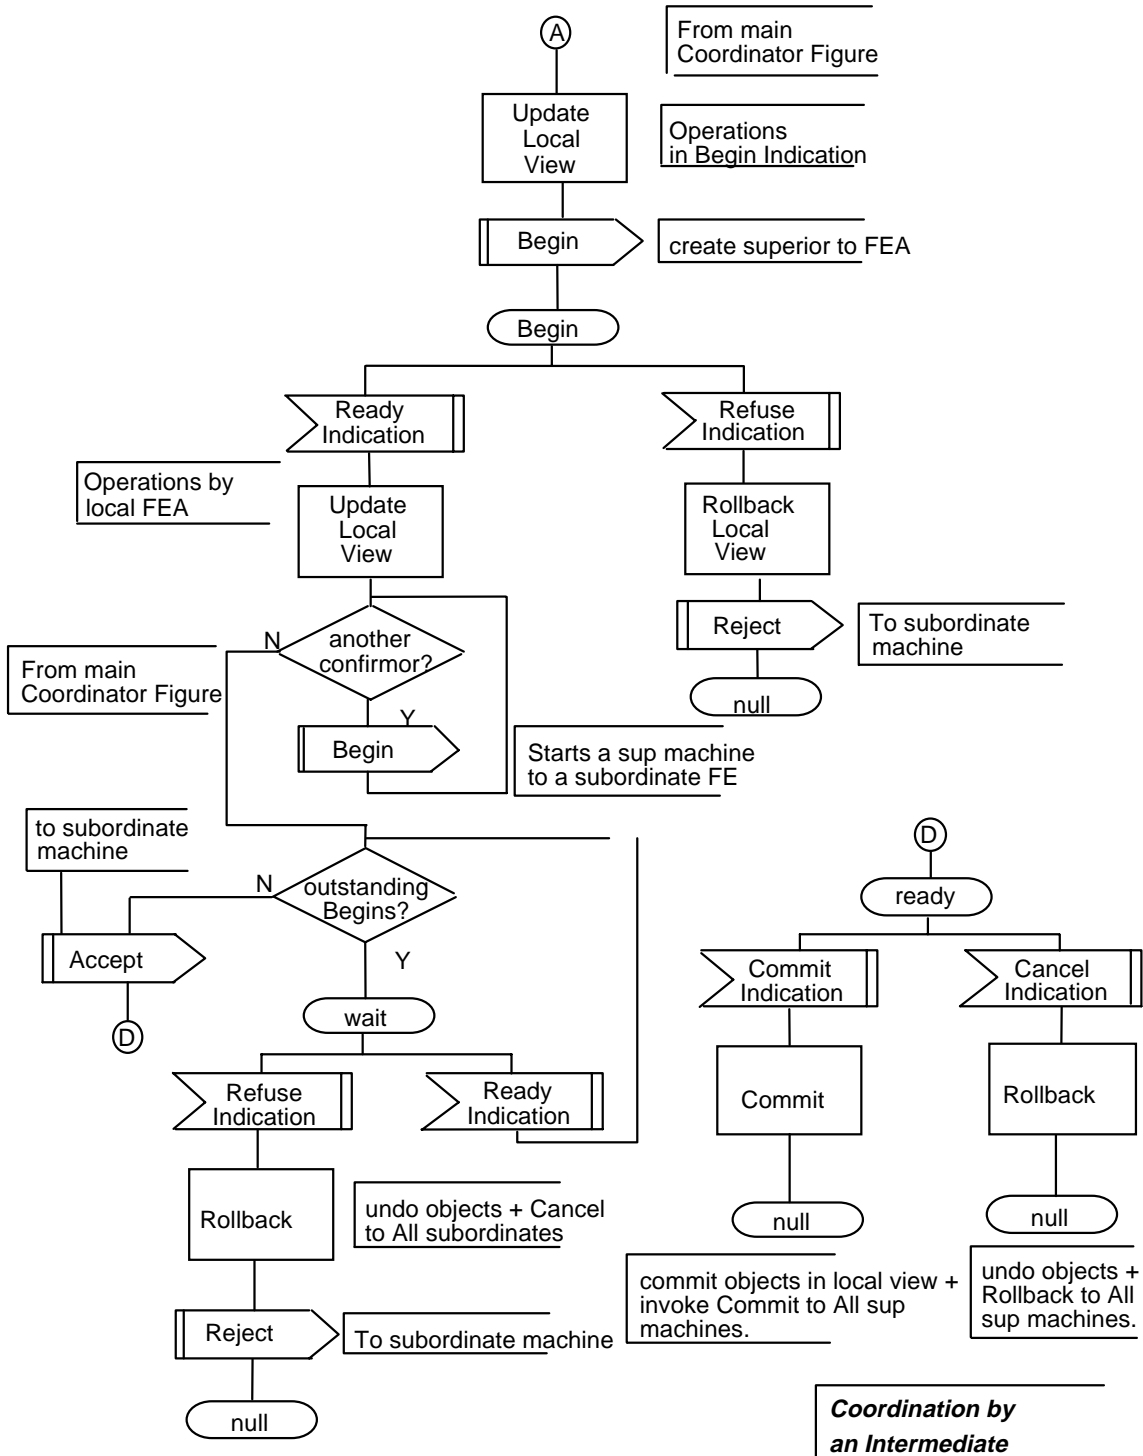 A
From main
Coordinator Figure
Update
Local
View
Operations
in Begin Indication
Begin
create superior to FEA
Begin
Ready
Indication
Refuse
Indication
Operations by
local FEA
Update
Local
View
Rollback
Local
View
N
another
confirmor?
Reject
To subordinate
machine
From main
Coordinator Figure
null
Y
Begin
Starts a sup machine
to a subordinate FE
to subordinate
machine
D
N
outstanding
Begins?
ready
Accept
Y
Commit
Indication
Cancel
Indication
wait
D
Refuse
Indication
Ready
Indication
Commit
Rollback
Rollback
undo objects + Cancel
to All subordinates
null
null
commit objects in local view +
invoke Commit to All sup
machines.
undo objects +
Rollback to All
sup machines.
Reject
To subordinate machine
null
Coordination by
an Intermediate